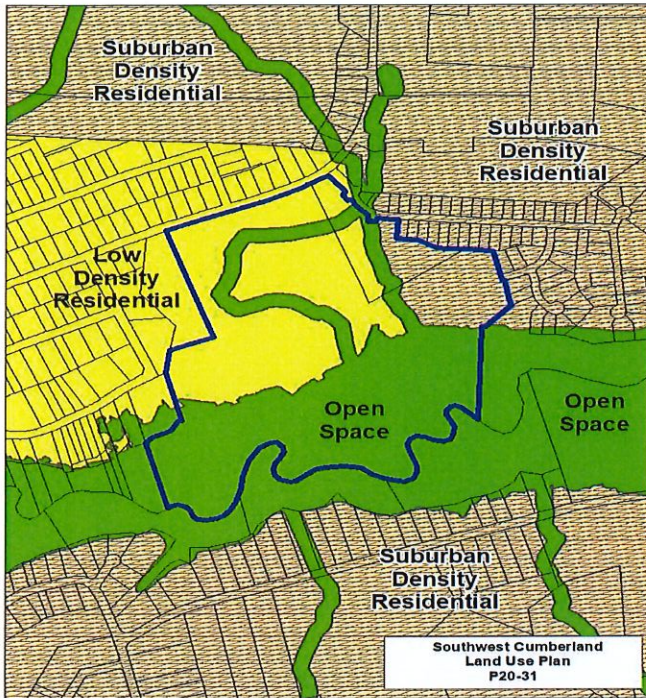 Suburban
Density
Residential
Suburban
Density
Residential
Low
Density
Residential
Open
Space
Open
Space
Suburban
Density
Residential
Southwest Cumberland
Land Use Plan
P20-31